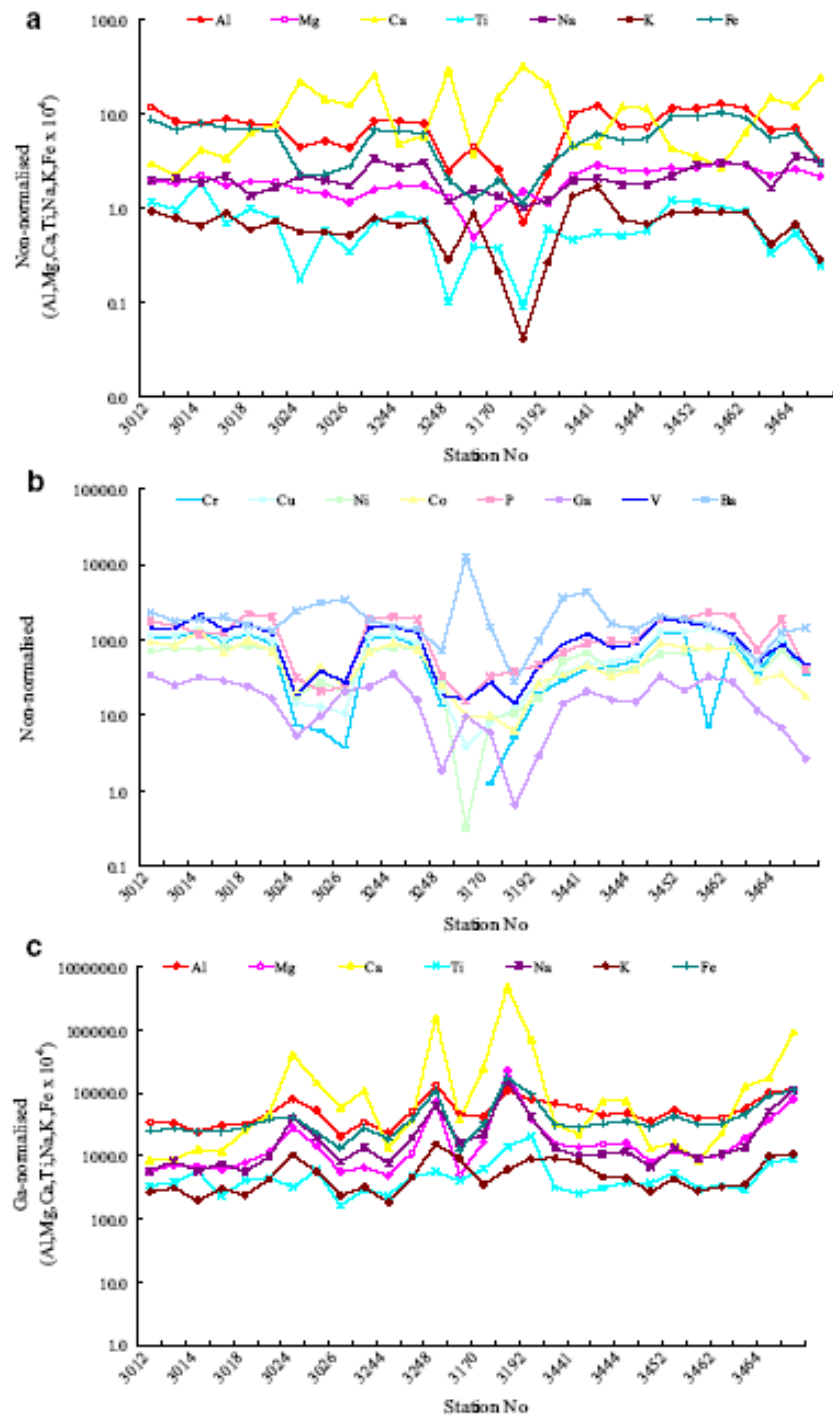 a
Al Mg Ca Ti Na K Fe
Non-normalised
(Al,Mg,Ca,Ti,Na,K,Fe x 10⁴)
100.0
10.0
1.0
0.1
0.0
3012 3014 3018 3024 3026 3244 3248 3170 3192 3441 3444 3452 3462 3464
Station No
b
Cr Cu Ni Co P Ga V Ba
Non-normalised
10000.0
1000.0
100.0
10.0
1.0
0.1
3012 3014 3018 3024 3026 3244 3248 3170 3192 3441 3444 3452 3462 3464
Station No
c
Al Mg Ca Ti Na K Fe
Ga-normalised
(Al,Mg,Ca,Ti,Na,K,Fe x 10⁴)
1000000.0
100000.0
10000.0
1000.0
100.0
10.0
1.0
3012 3014 3018 3024 3026 3244 3248 3170 3192 3441 3444 3452 3462 3464
Station No